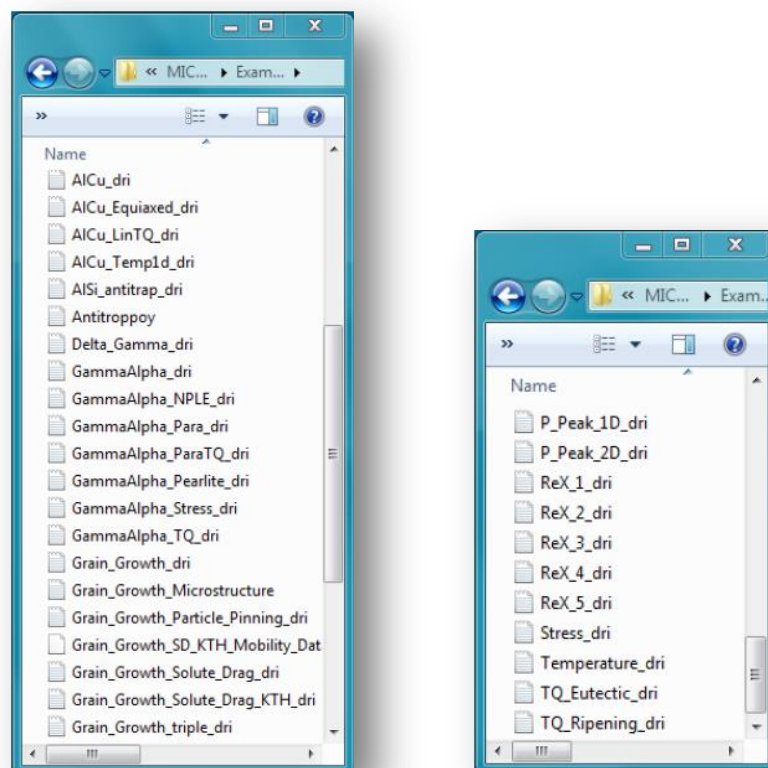 « MIC... Exam...
»
Name
AlCu_dri
AlCu_Equiaxed_dri
AlCu_LinTQ_dri
AlCu_Temp1d_dri
AlSi_antitrap_dri
Antitroppoy
Delta_Gamma_dri
GammaAlpha_dri
GammaAlpha_NPLE_dri
GammaAlpha_Para_dri
GammaAlpha_ParaTQ_dri
GammaAlpha_Pearlite_dri
GammaAlpha_Stress_dri
GammaAlpha_TQ_dri
Grain_Growth_dri
Grain_Growth_Microstructure
Grain_Growth_Particle_Pinning_dri
Grain_Growth_SD_KTH_Mobility_Dat
Grain_Growth_Solute_Drag_dri
Grain_Growth_Solute_Drag_KTH_dri
Grain_Growth_triple_dri
« MIC... Exam...
»
Name
P_Peak_1D_dri
P_Peak_2D_dri
ReX_1_dri
ReX_2_dri
ReX_3_dri
ReX_4_dri
ReX_5_dri
Stress_dri
Temperature_dri
TQ_Eutectic_dri
TQ_Ripening_dri